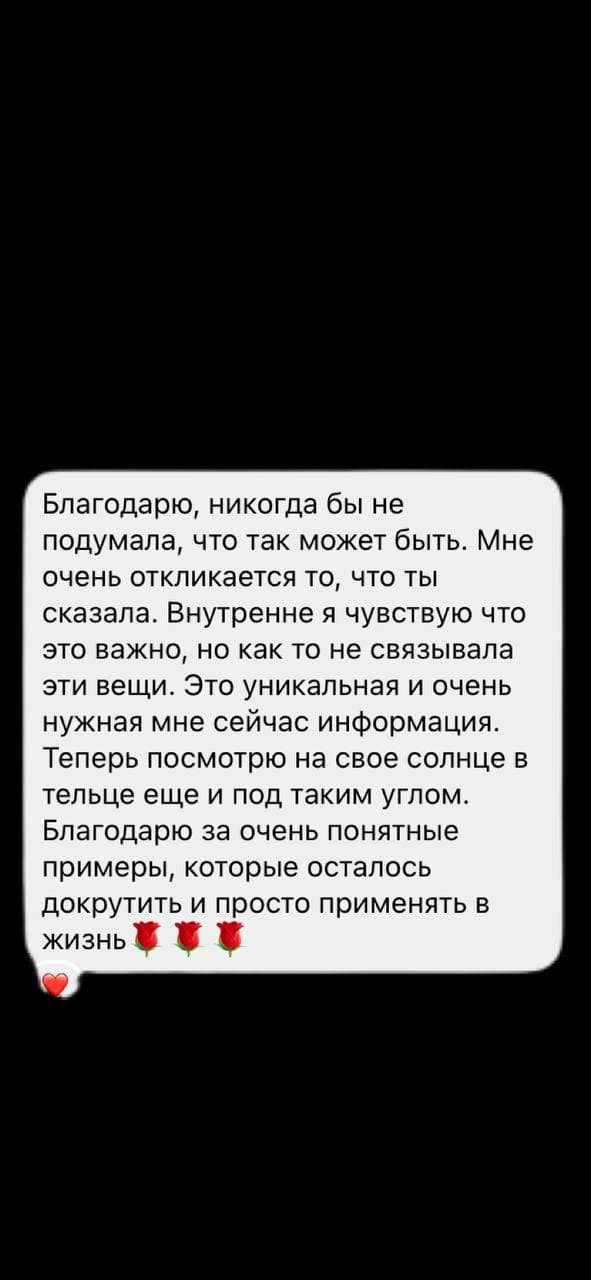 Благодарю, никогда бы не
подумала, что так может быть. Мне
очень откликается то, что ты
сказала. Внутренне я чувствую что
это важно, но как то не связывала
эти вещи. Это уникальная и очень
нужная мне сейчас информация.
Теперь посмотрю на свое солнце в
тельце еще и под таким углом.
Благодарю за очень понятные
примеры, которые осталось
докрутить и просто применять в
жизнь🌹🌹🌹